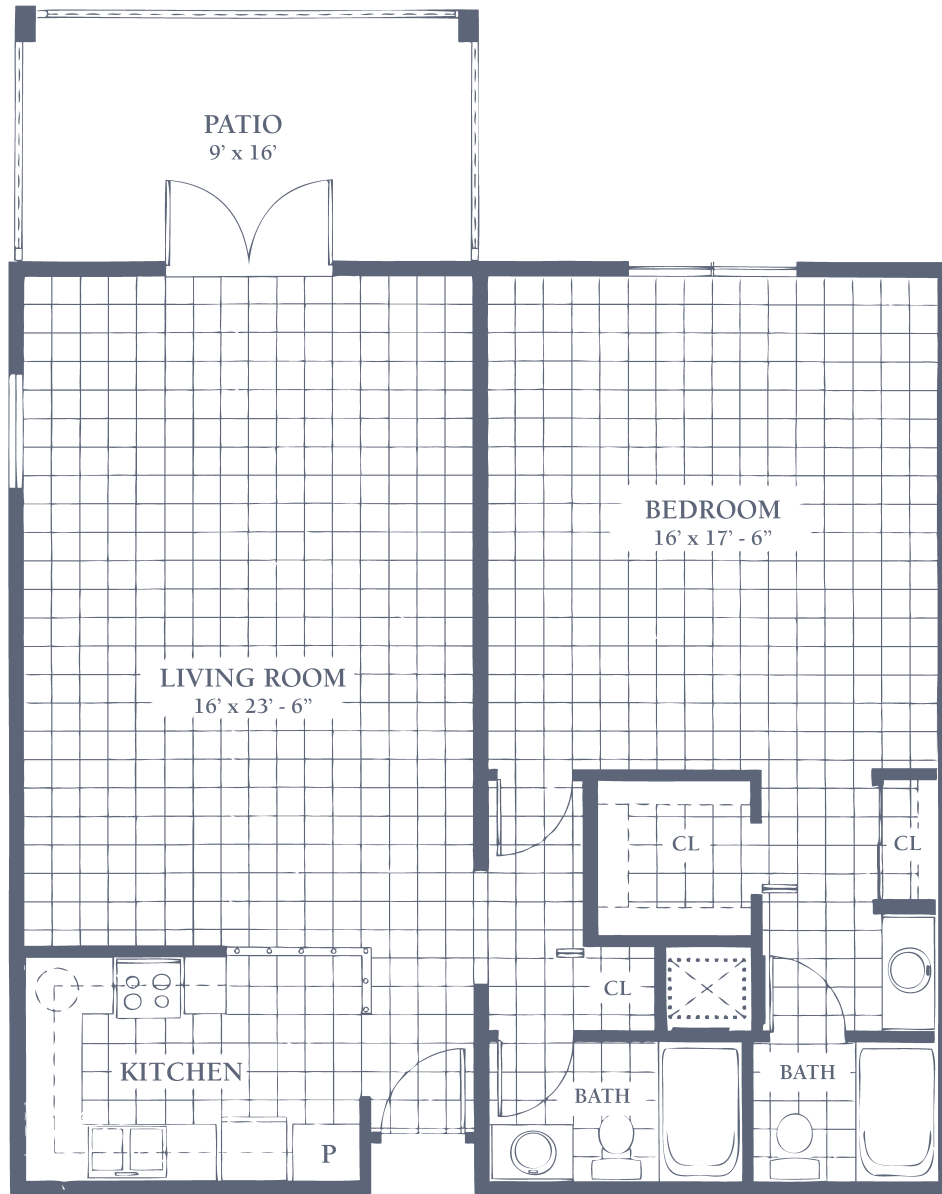 PATIO
9’ x 16’
BEDROOM
16’ x 17’ - 6”
LIVING ROOM
16’ x 23’ - 6”
CL
CL
CL
KITCHEN
BATH
BATH
P